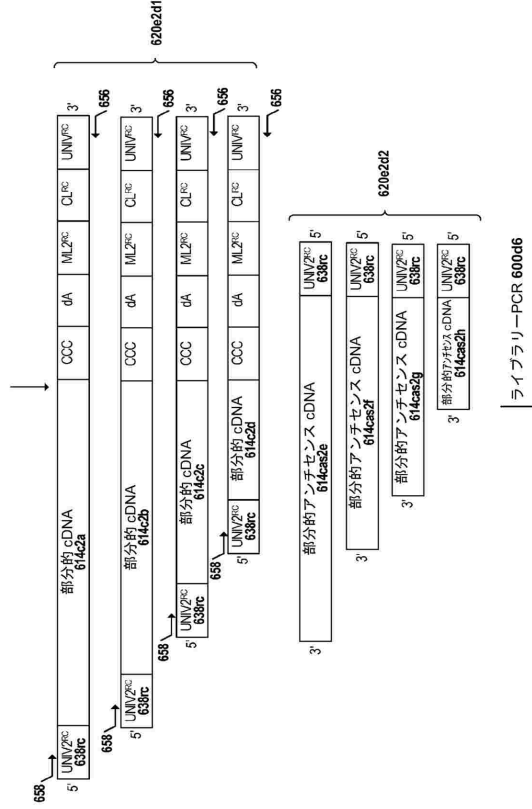 620e2d1
658
5'
UNIV2RC
638rc
部分的 cDNA
614c2a
CCC
dA
ML2RC
CLRC
UNIVRC
3'
656
658
5'
UNIV2RC
638rc
部分的 cDNA
614c2b
CCC
dA
ML2RC
CLRC
UNIVRC
3'
656
658
5'
UNIV2RC
638rc
部分的 cDNA
614c2c
CCC
dA
ML2RC
CLRC
UNIVRC
3'
656
658
5'
UNIV2RC
638rc
部分的 cDNA
614c2d
CCC
dA
ML2RC
CLRC
UNIVRC
3'
656
620e2d2
3'
部分的アンチセンス cDNA
614cas2e
UNIV2RC
638rc
5'
3'
部分的アンチセンス cDNA
614cas2f
UNIV2RC
638rc
5'
3'
部分的アンチセンス cDNA
614cas2g
UNIV2RC
638rc
5'
3'
部分的アンチセンス cDNA
614cas2h
UNIV2RC
638rc
5'
ライブラリーPCR 600d6